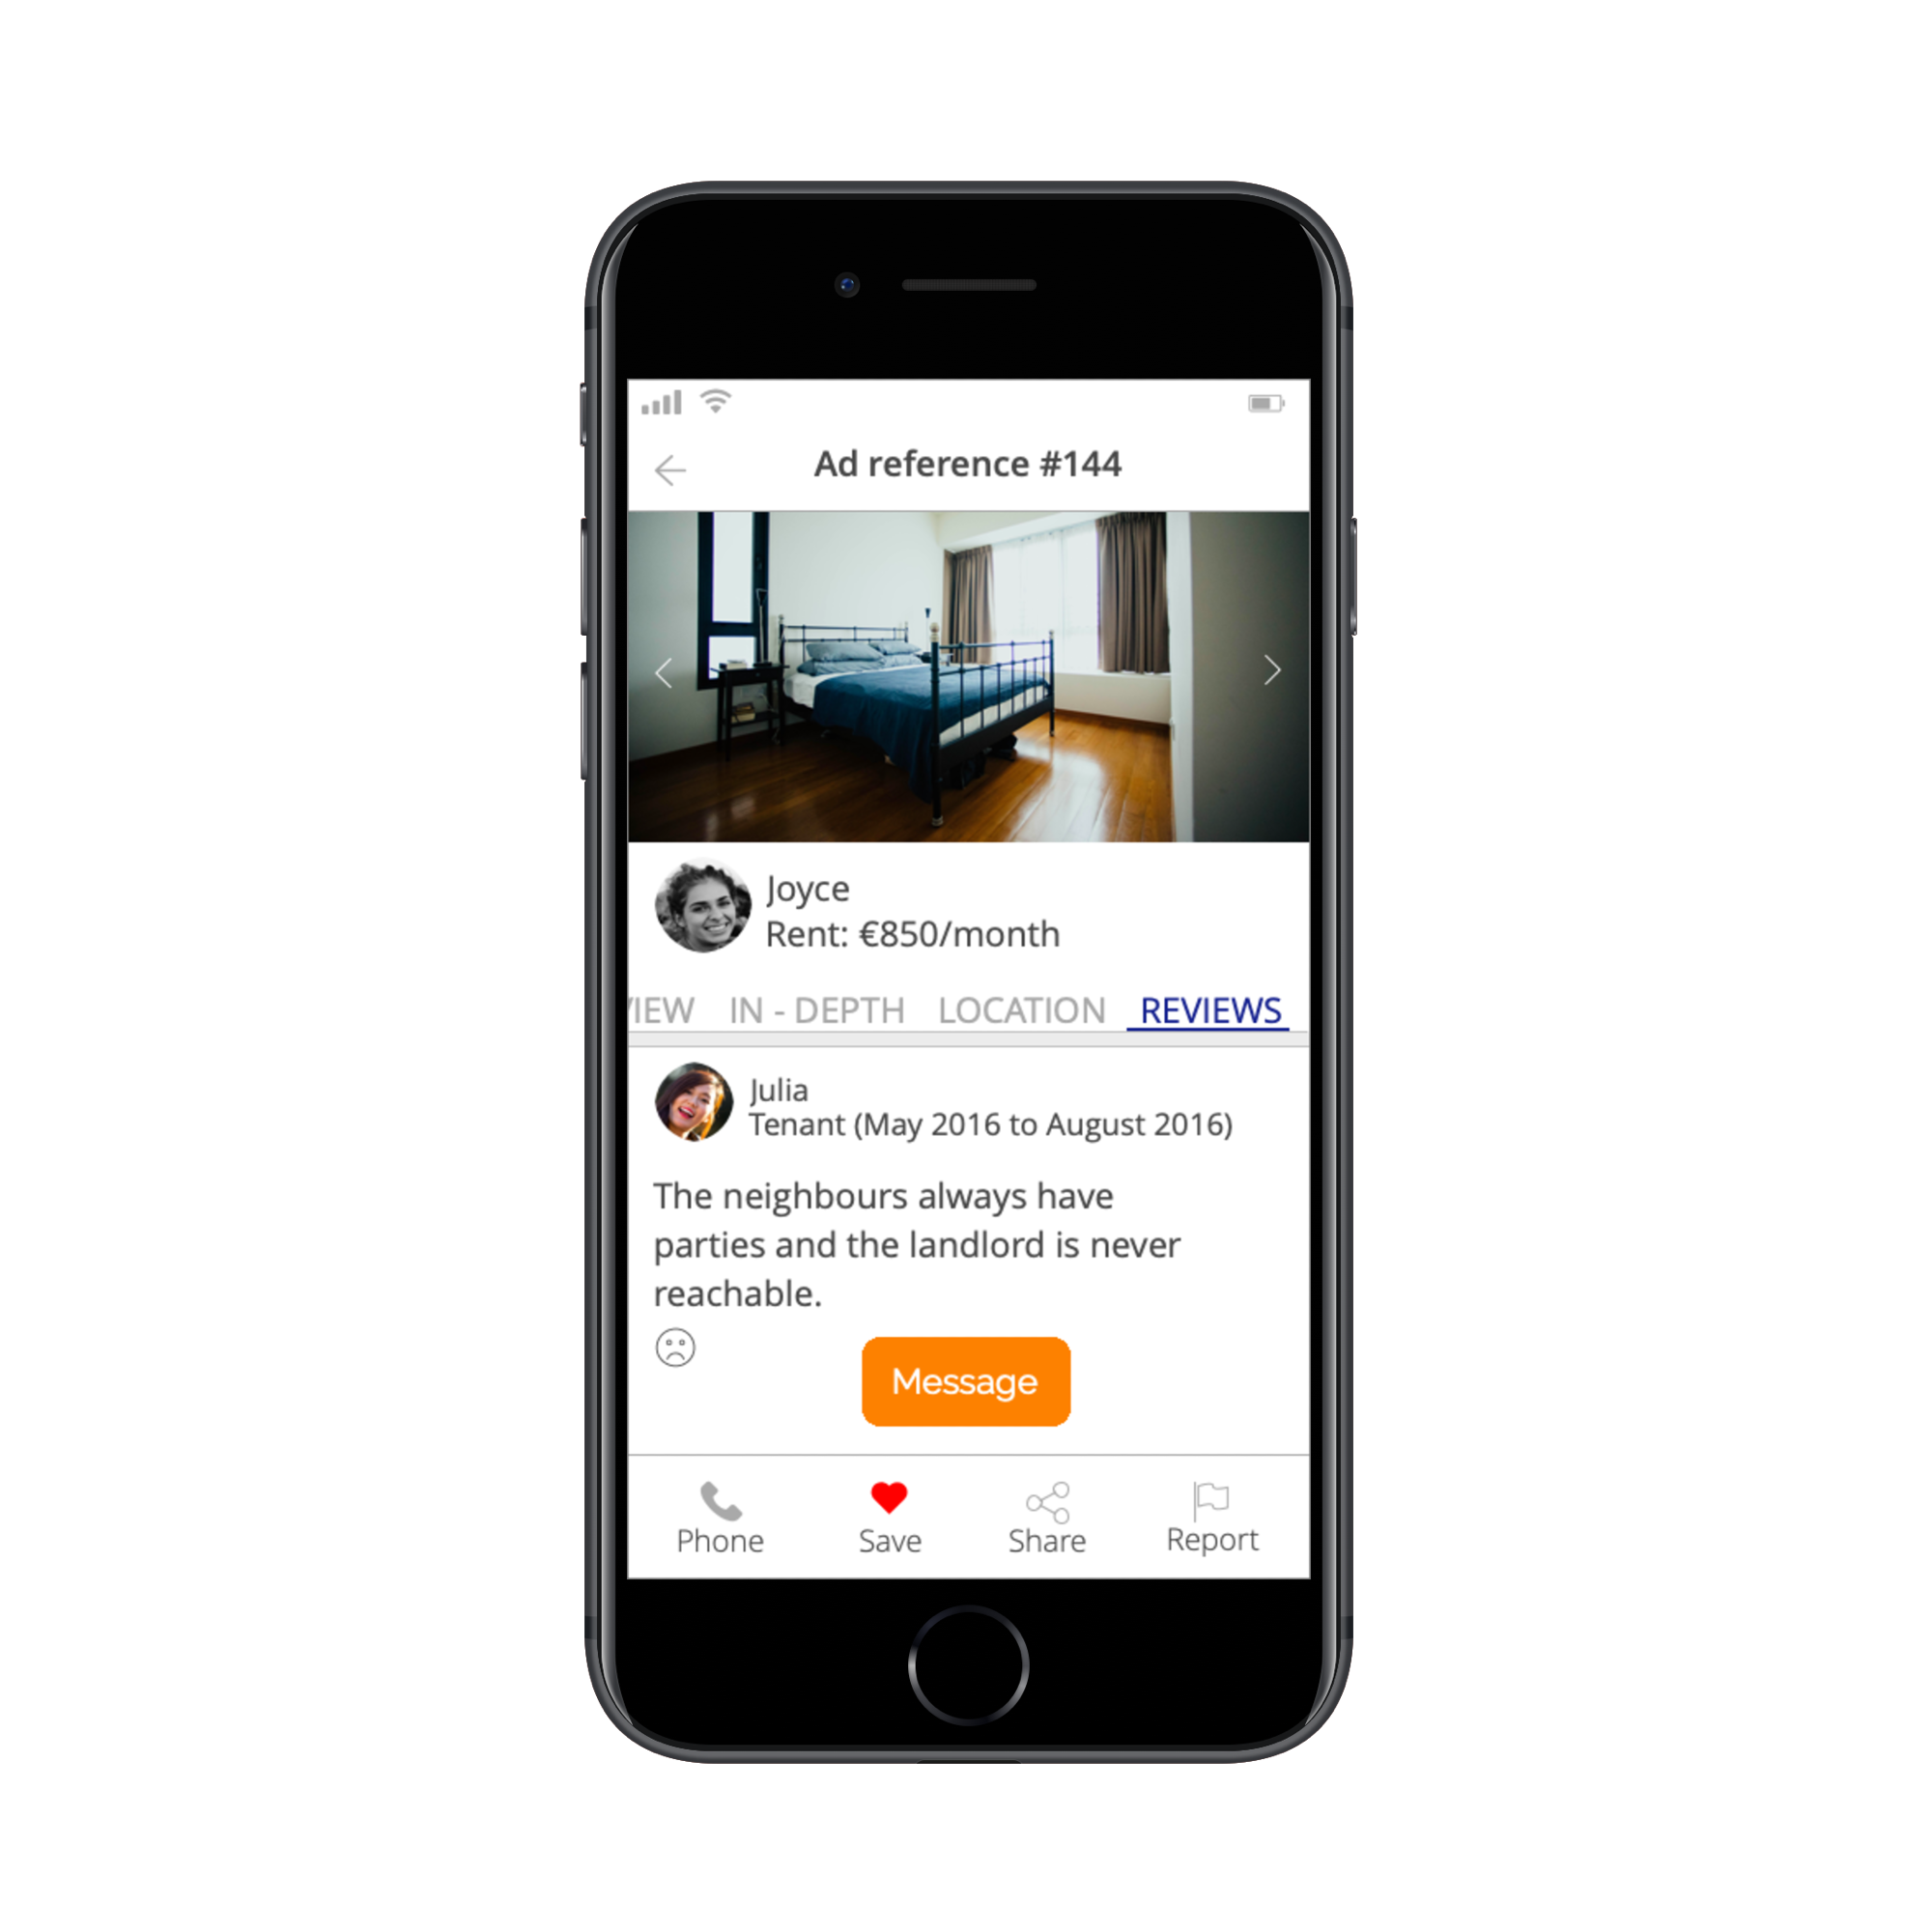 Ad reference #144
Joyce
Rent: €850/month
VIEW IN - DEPTH LOCATION REVIEWS
Julia
Tenant (May 2016 to August 2016)
The neighbours always have
parties and the landlord is never
reachable.
Message
Phone Save Share Report